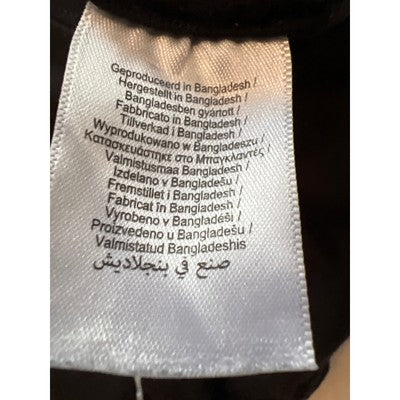 Geproduceerd in Bangladesh /
Hergestellt in Bangladesh /
Bangladesben gyártott /
Fabbricato in Bangladesh /
Tillverkad i Bangladesh /
Wyprodukowano w Bangladeszu /
Κατασκευάστηκε στο Μπαγκλαντές /
Valmistusmaa Bangladesh /
Izdelano v Bangladešu /
Fremstillet i Bangladesh /
Fabricat în Bangladesh /
Vyrobeno v Bangladéši /
Proizvedeno u Bangladešu /
Valmistatud Bangladeshis
صنع في بنجلاديش